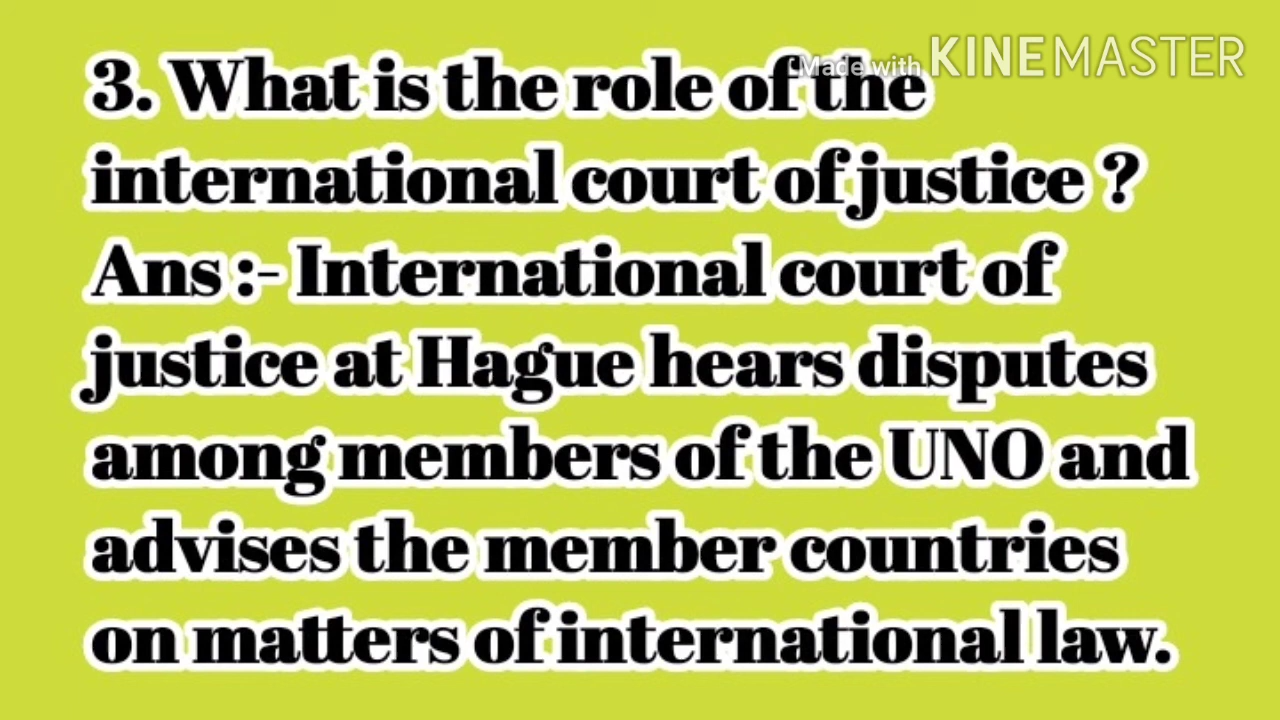 Made with KINEMASTER
3. What is the role of the
international court of justice ?
Ans :- International court of
justice at Hague hears disputes
among members of the UNO and
advises the member countries
on matters of international law.